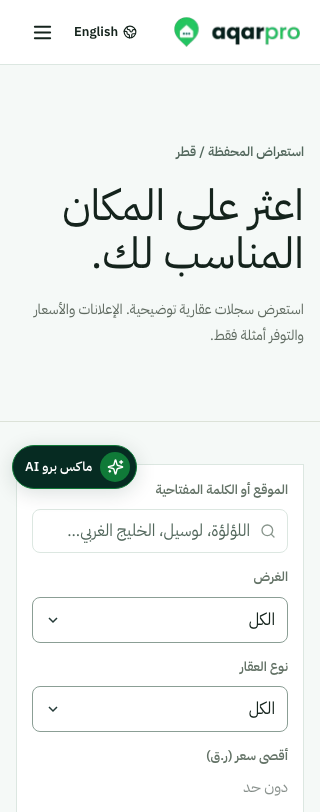 aqarpro
English
استعراض المحفظة / قطر
اعثر على المكان
المناسب لك.
استعرض سجلات عقارية توضيحية. الإعلانات والأسعار
والتوفر أمثلة فقط.
ماكس برو AI
الموقع أو الكلمة المفتاحية
اللؤلؤة، لوسيل، الخليج الغربي...
الغرض
الكل
نوع العقار
الكل
أقصى سعر (ر.ق)
دون حد